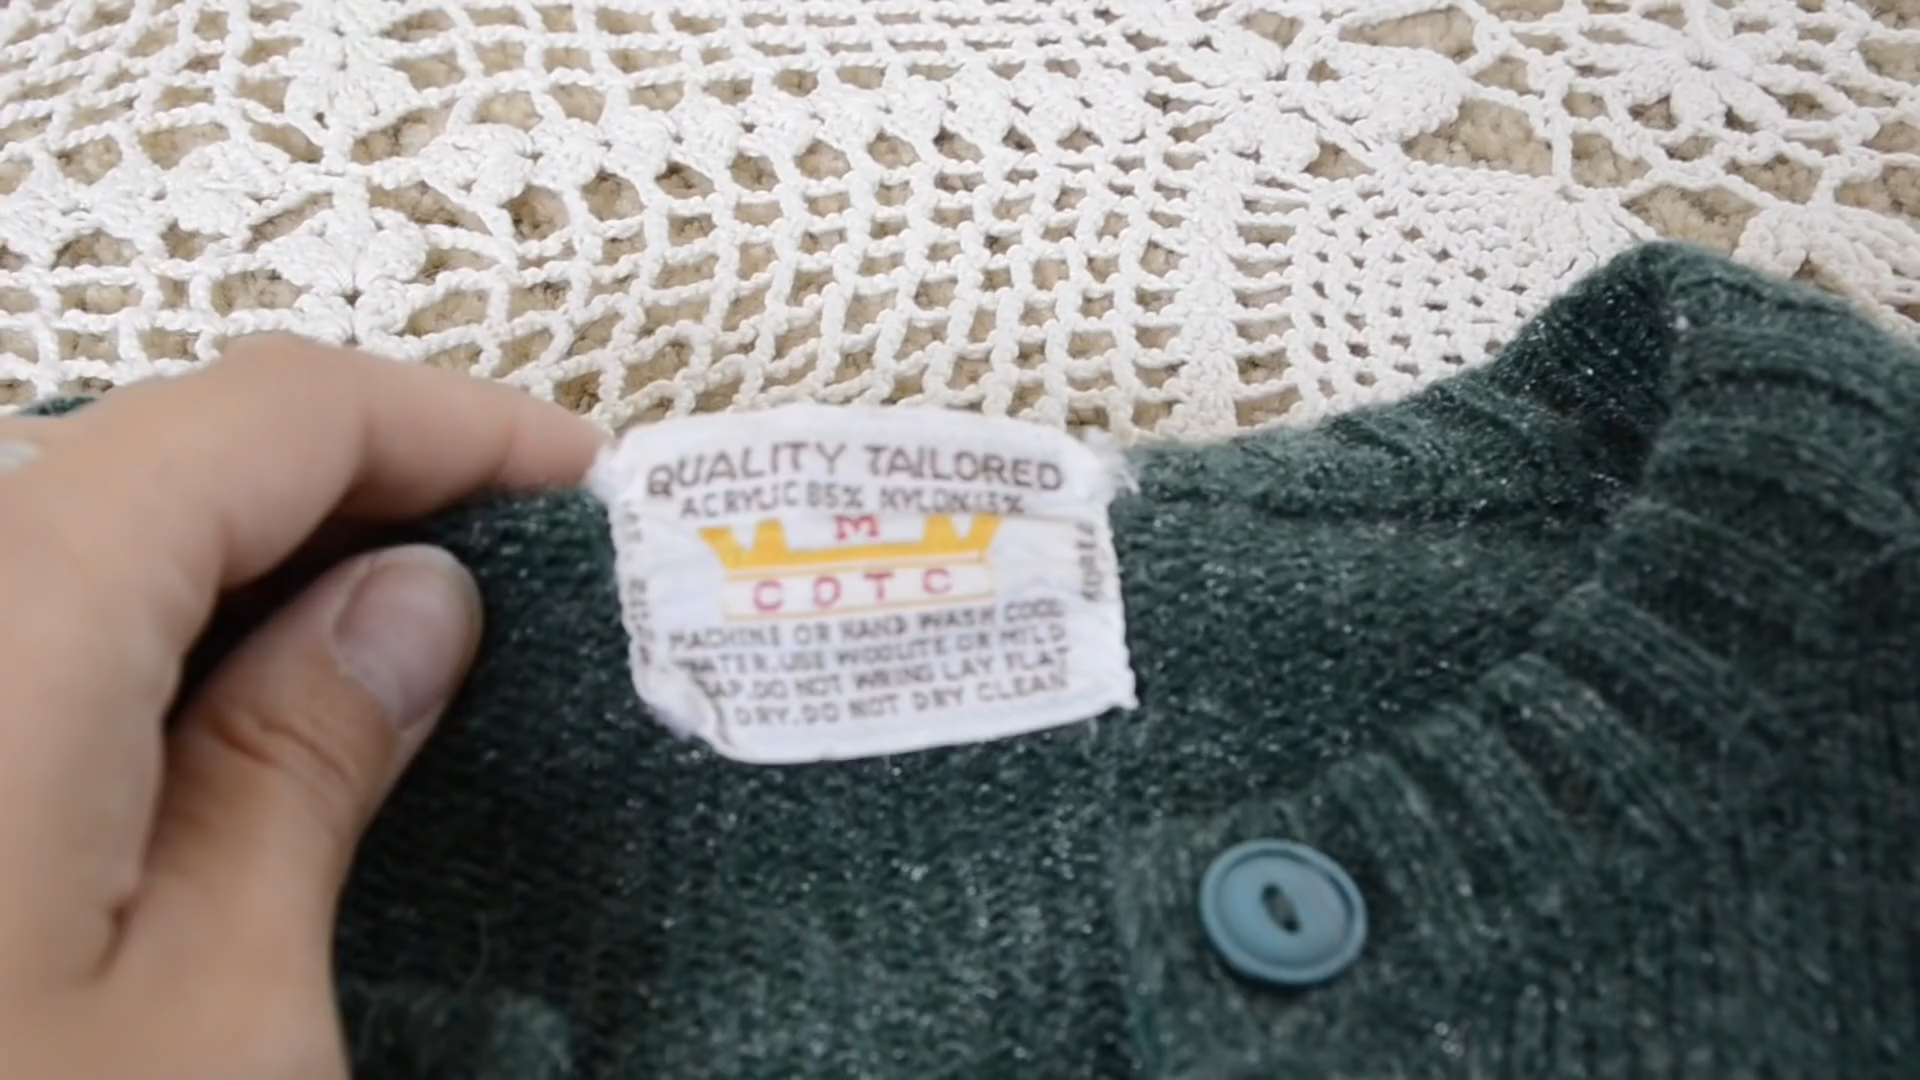 QUALITY TAILORED
ACRYLIC 85% NYLON 15%
M
COTC
MACHINE OR HAND WASH COOL
WATER.USE WOOLITE OR MILD
SOAP.DO NOT WRING LAY FLAT
DRY.DO NOT DRY CLEAN